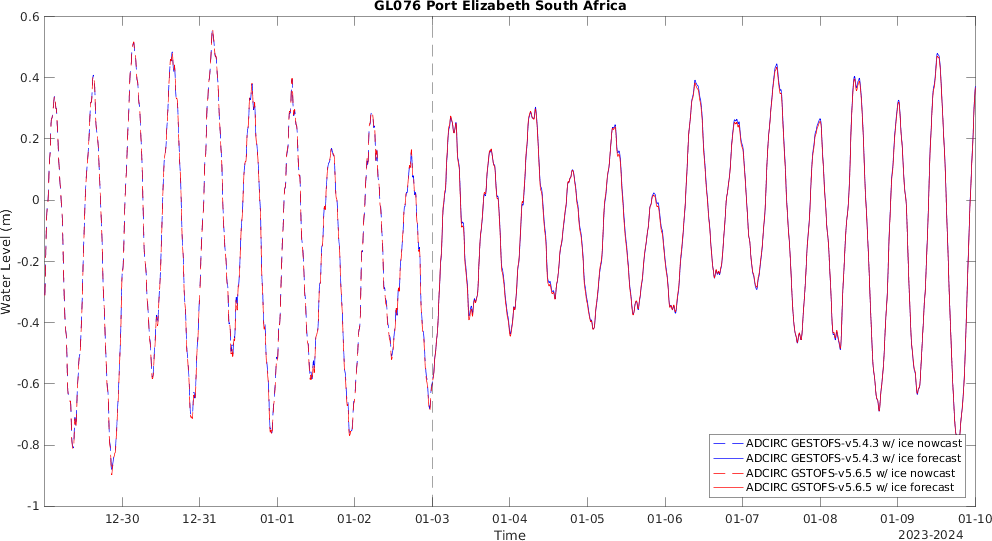 GL076 Port Elizabeth South Africa
0.6
0.4
0.2
0
-0.2
-0.4
-0.6
-0.8
-1
Water Level (m)
ADCIRC GESTOFS-v5.4.3 w/ ice nowcast
ADCIRC GESTOFS-v5.4.3 w/ ice forecast
ADCIRC GSTOFS-v5.6.5 w/ ice nowcast
ADCIRC GSTOFS-v5.6.5 w/ ice forecast
12-30 12-31 01-01 01-02 01-03 01-04 01-05 01-06 01-07 01-08 01-09 01-10
Time
2023-2024